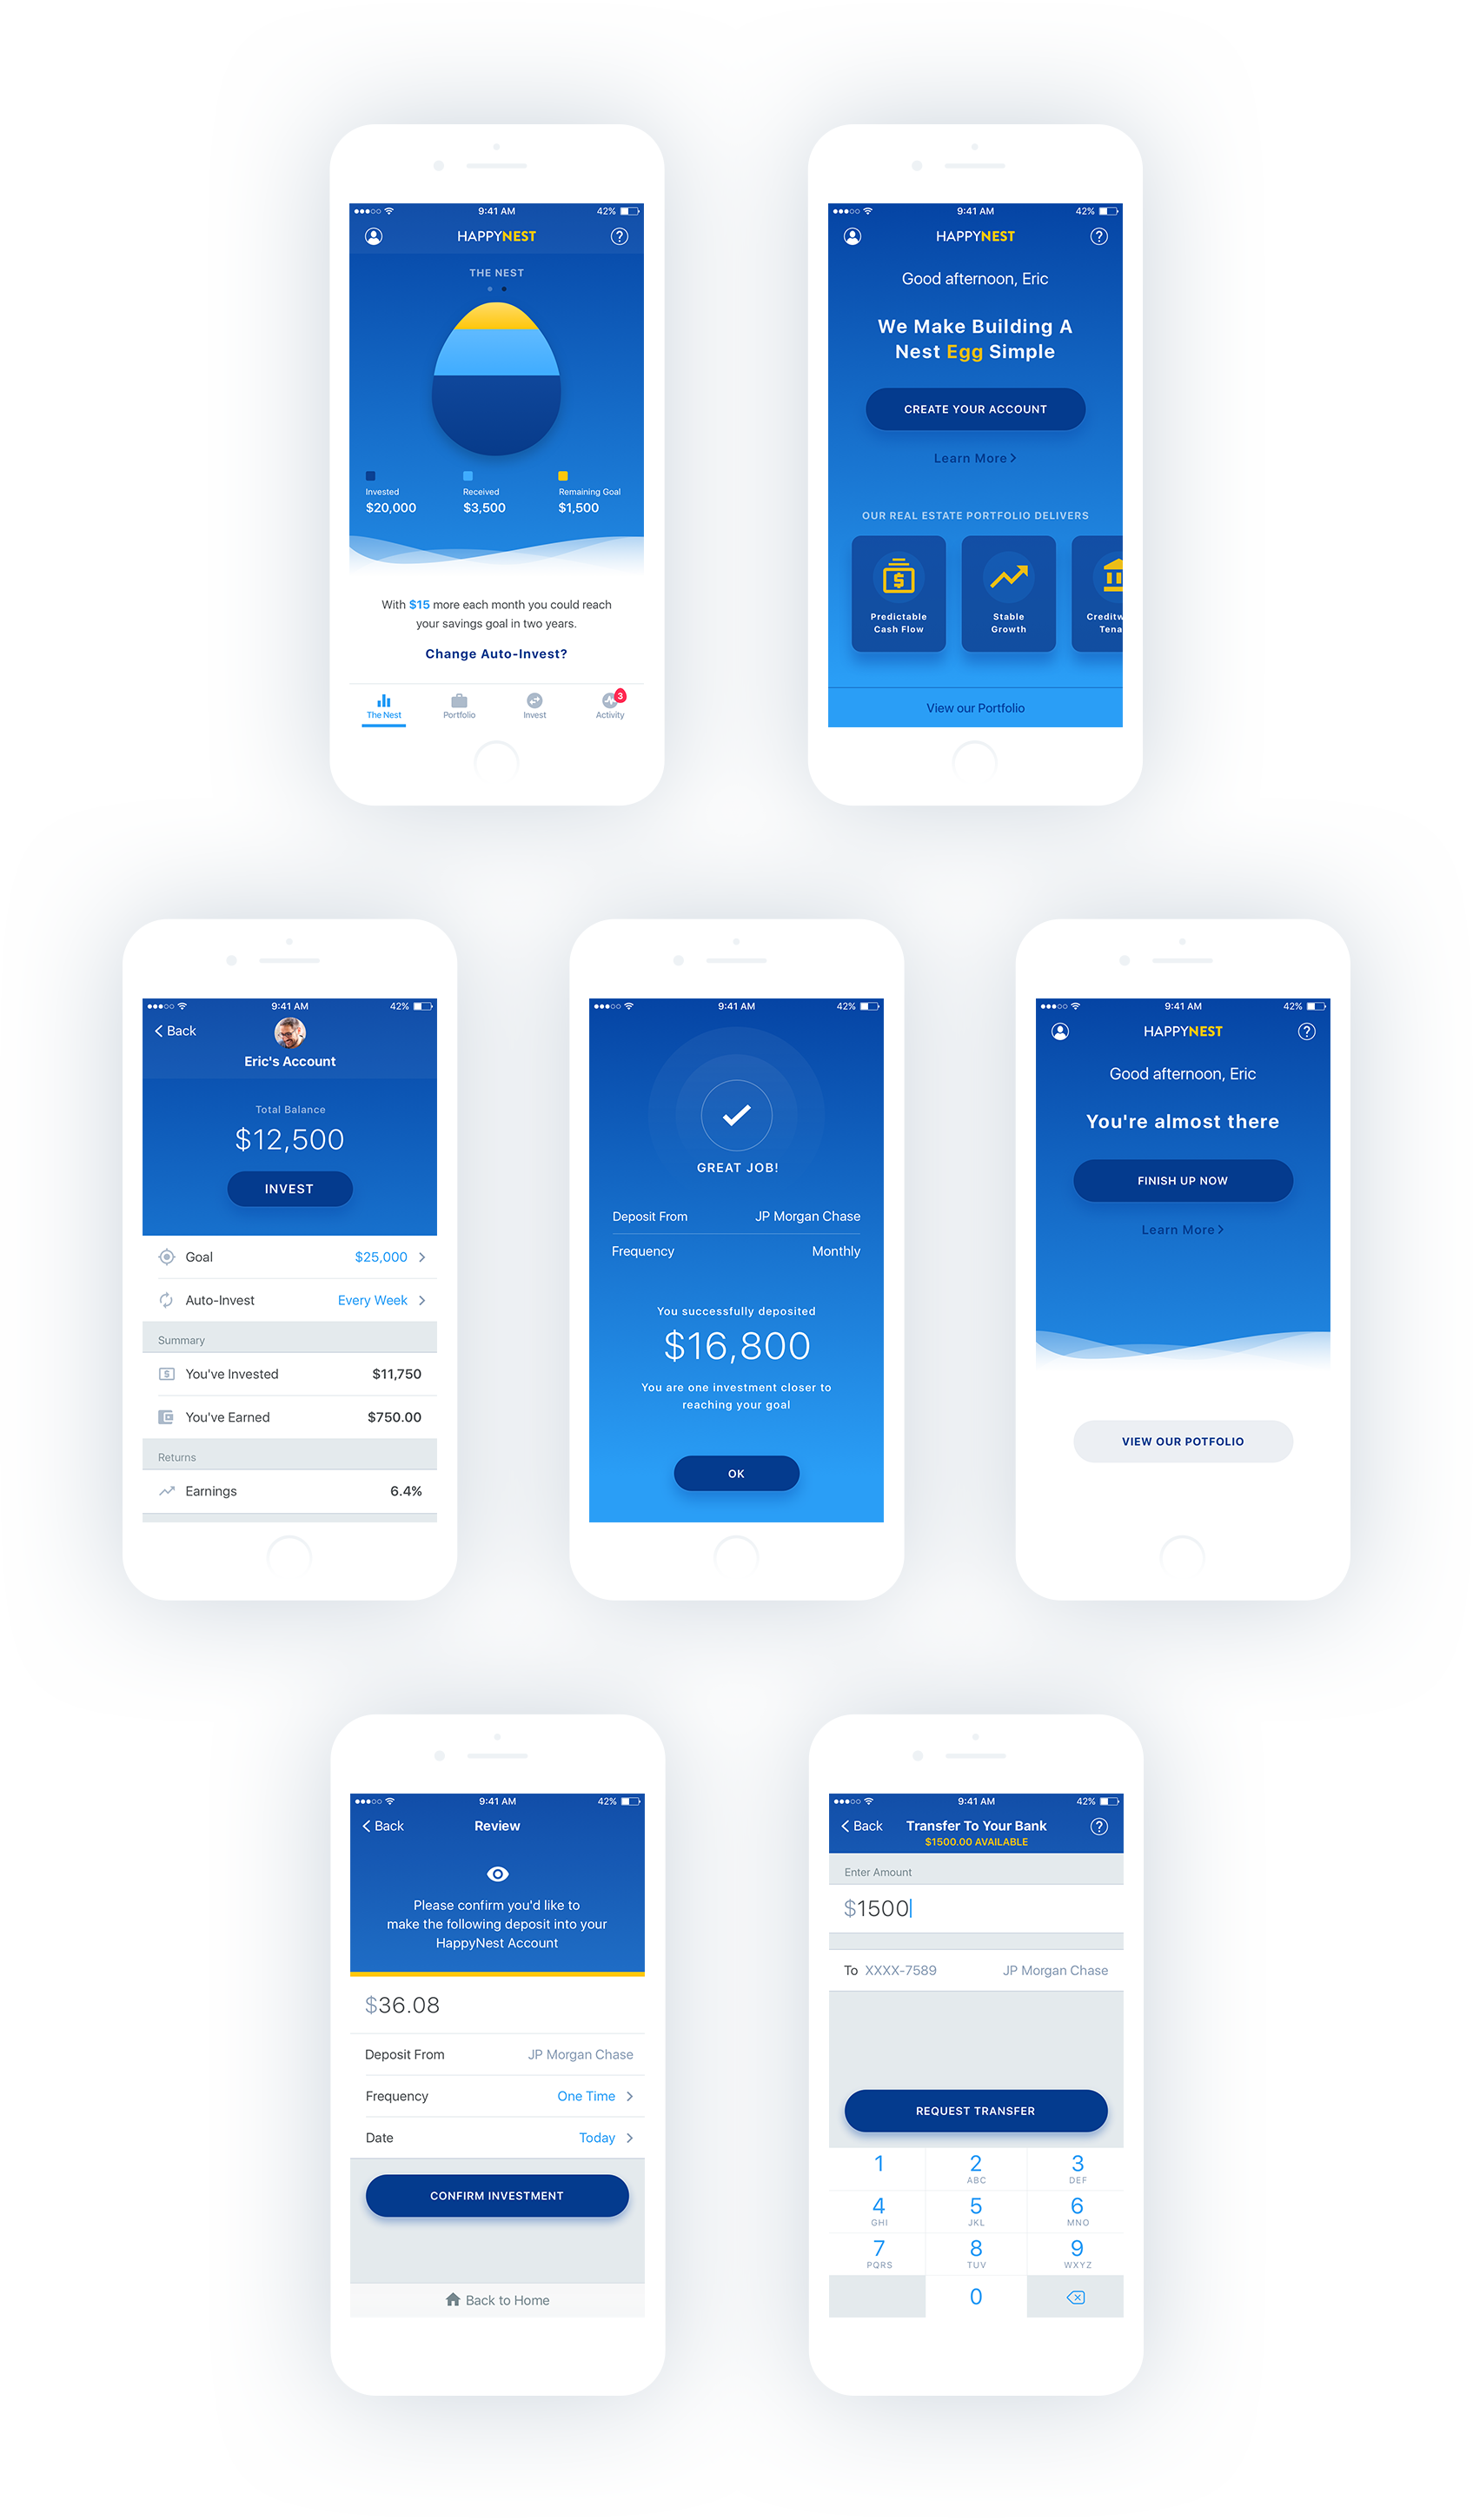 9:41 AM 42%
HAPPYNEST
THE NEST
Invested Received Remaining Goal
$20,000 $3,500 $1,500
With $15 more each month you could reach
your savings goal in two years.
Change Auto-Invest?
3
The Nest Portfolio Invest Activity
9:41 AM 42%
HAPPYNEST
Good afternoon, Eric
We Make Building A
Nest Egg Simple
CREATE YOUR ACCOUNT
Learn More
OUR REAL ESTATE PORTFOLIO DELIVERS
Predictable Stable Creditw
Cash Flow Growth Tena
View our Portfolio
9:41 AM 42%
Back
Eric's Account
Total Balance
$12,500
INVEST
Goal $25,000
Auto-Invest Every Week
Summary
You've Invested $11,750
You've Earned $750.00
Returns
Earnings 6.4%
9:41 AM 42%
GREAT JOB!
Deposit From JP Morgan Chase
Frequency Monthly
You successfully deposited
$16,800
You are one investment closer to
reaching your goal
OK
9:41 AM 42%
HAPPYNEST
Good afternoon, Eric
You're almost there
FINISH UP NOW
Learn More
VIEW OUR POTFOLIO
9:41 AM 42%
Back Review
Please confirm you'd like to
make the following deposit into your
HappyNest Account
$36.08
Deposit From JP Morgan Chase
Frequency One Time
Date Today
CONFIRM INVESTMENT
Back to Home
9:41 AM 42%
Back Transfer To Your Bank
$1500.00 AVAILABLE
Enter Amount
$1500
To XXXX-7589 JP Morgan Chase
REQUEST TRANSFER
1 2 3
ABC DEF
4 5 6
GHI JKL MNO
7 8 9
PQRS TUV WXYZ
0